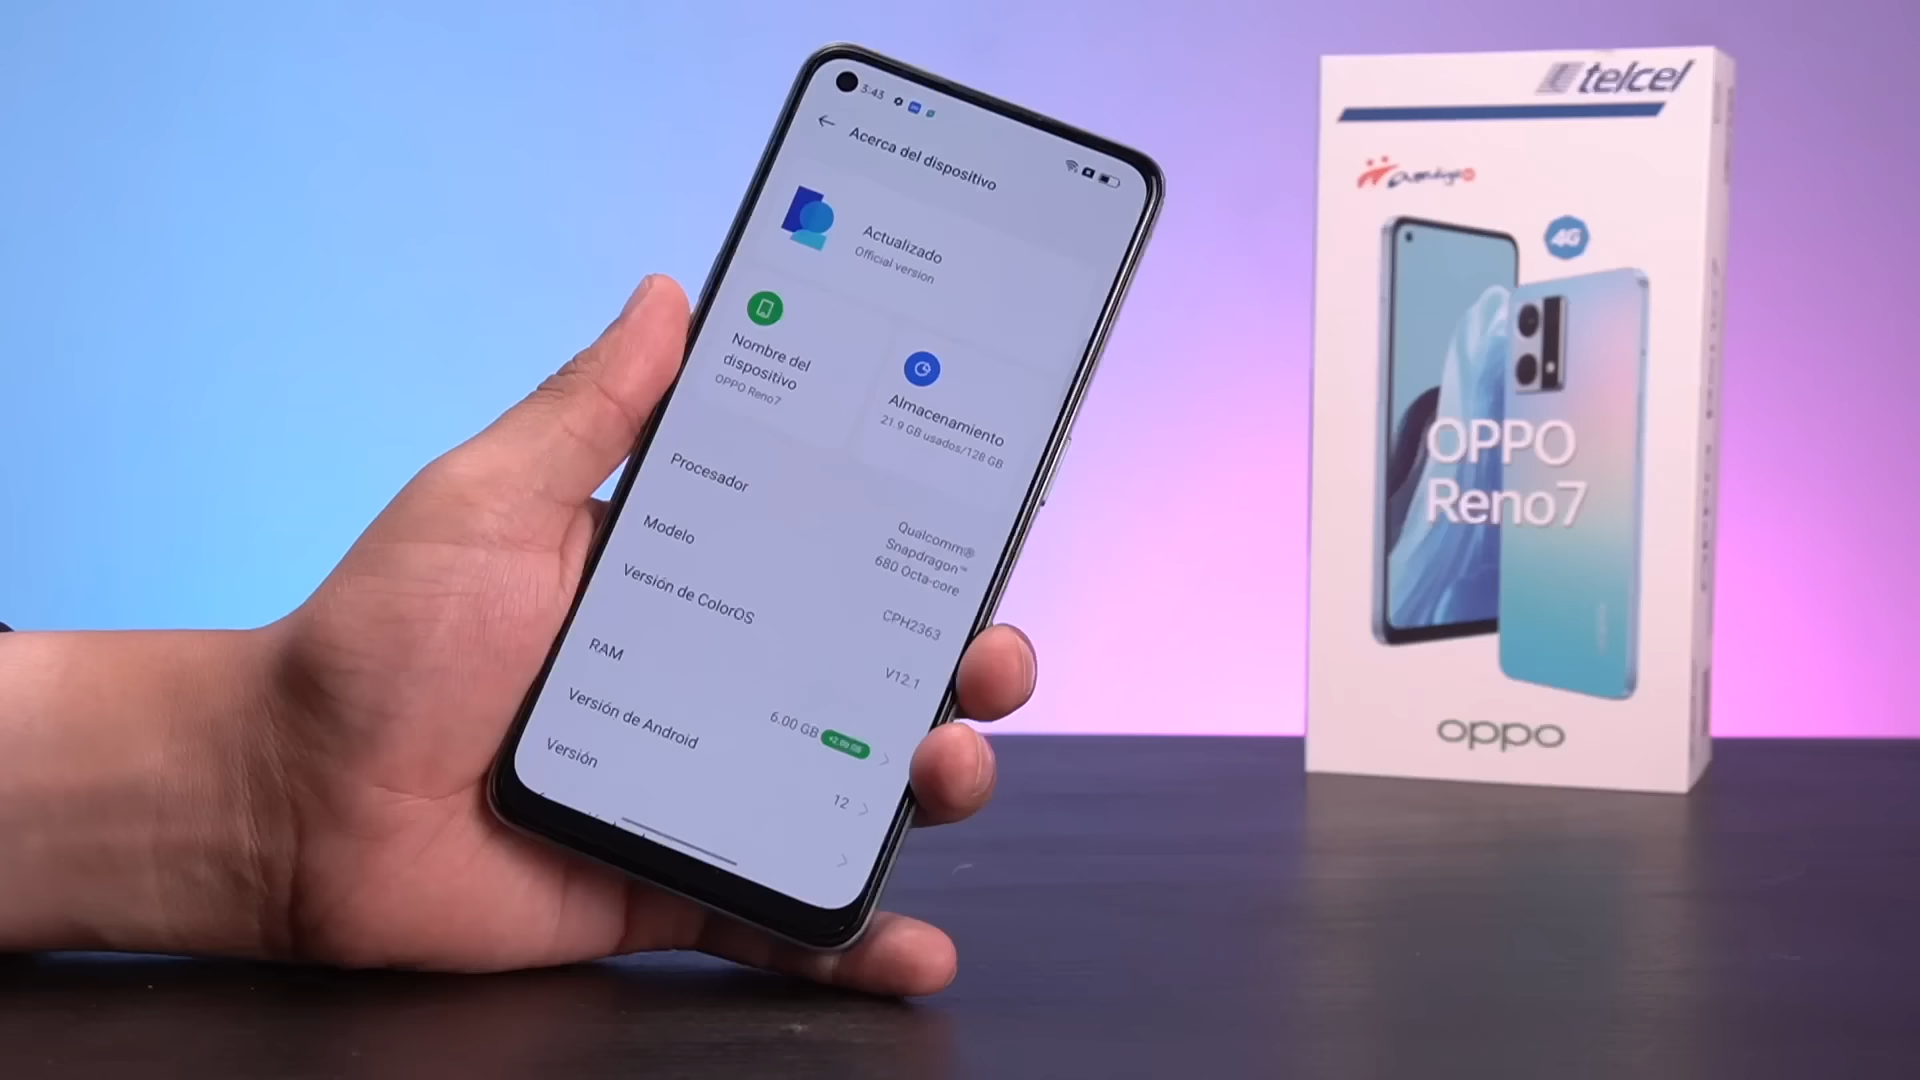 3:43
Acerca del dispositivo
Actualizado
Official version
Nombre del
dispositivo
OPPO Reno7
Almacenamiento
21.9 GB usados/128 GB
Procesador
Qualcomm®
Snapdragon™
680 Octa-core
Modelo
CPH2363
Versión de ColorOS
V12.1
RAM
6.00 GB
Versión de Android
12
Versión
telcel
amigo
4G
OPPO
Reno7
oppo